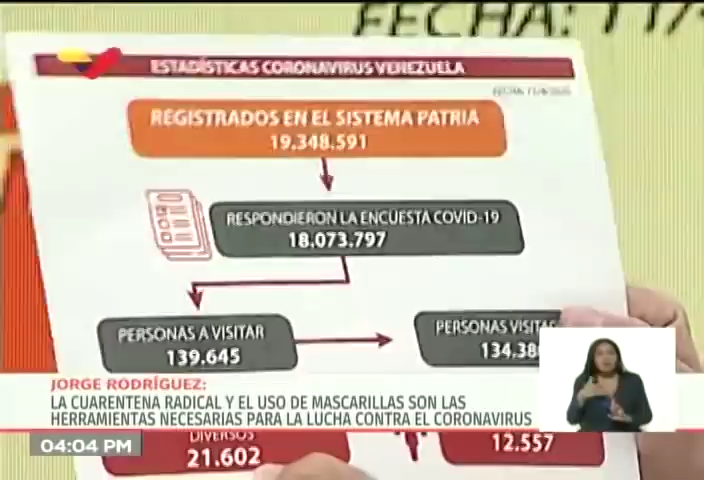 FECHA: 11/
ESTADÍSTICAS CORONAVIRUS VENEZUELA
REGISTRADOS EN EL SISTEMA PATRIA
19.348.591
RESPONDIERON LA ENCUESTA COVID-19
18.073.797
PERSONAS A VISITAR
139.645
PERSONAS
134.38
JORGE RODRÍGUEZ:
LA CUARENTENA RADICAL Y EL USO DE MASCARILLAS SON LAS
HERRAMIENTAS NECESARIAS PARA LA LUCHA CONTRA EL CORONAVIRUS
04:04 PM
DIVERSOS
21.602
12.557